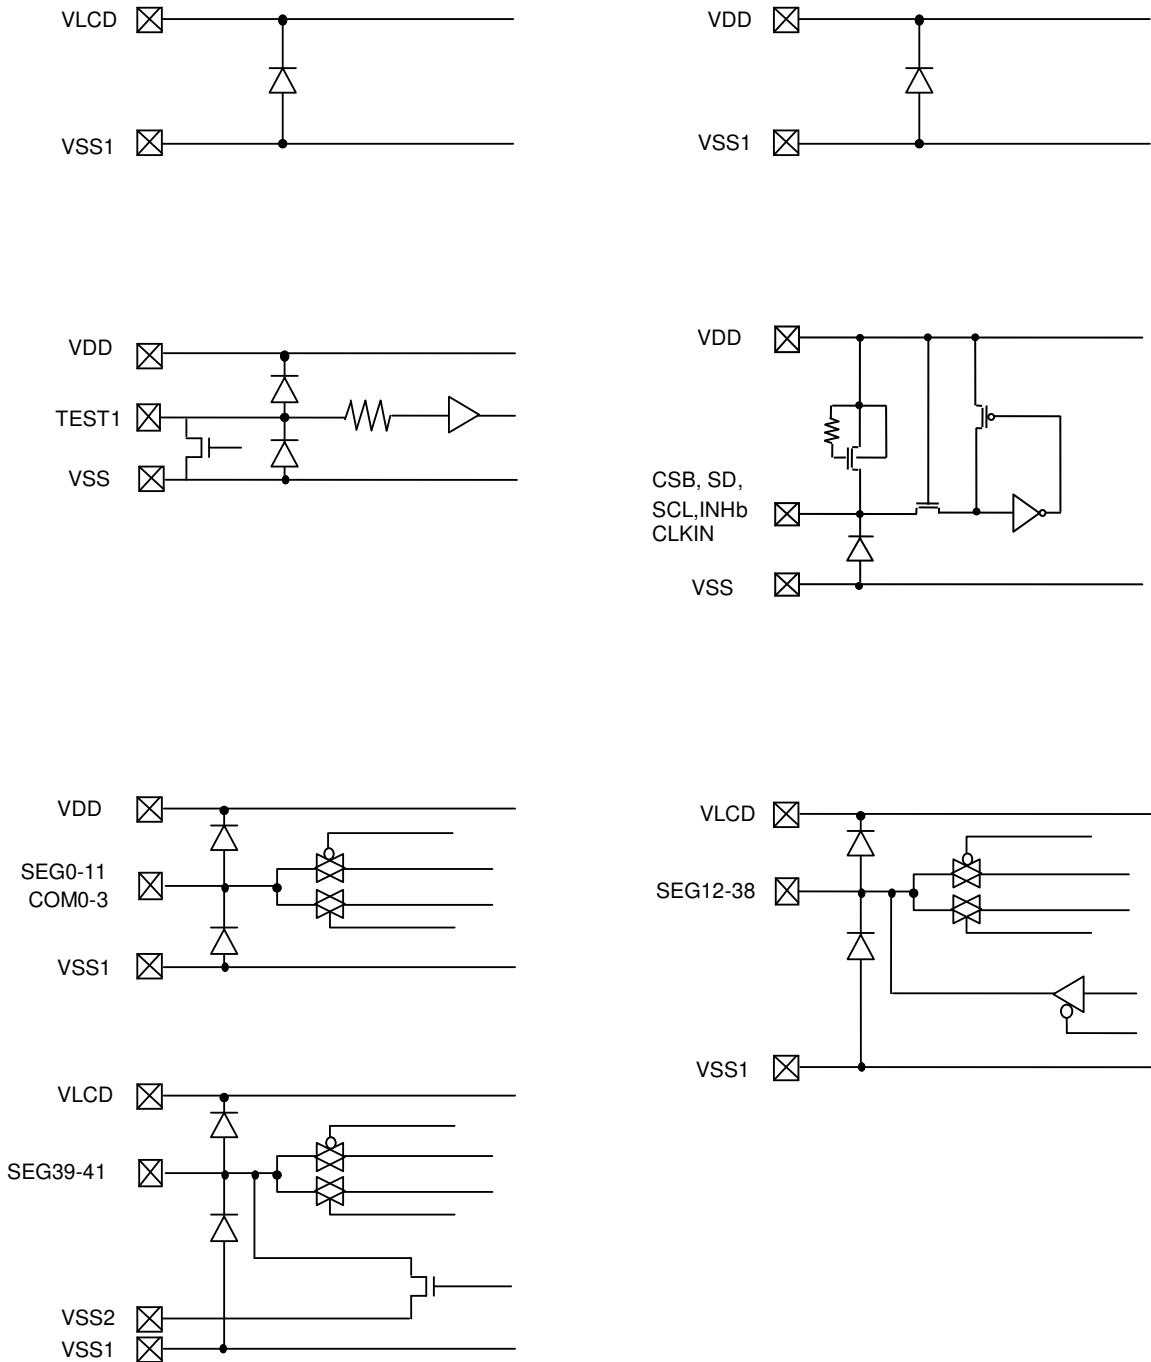 VLCD
VSS1
VDD
VSS1
VDD
TEST1
VSS
VDD
CSB, SD,
SCL,INHb
CLKIN
VSS
VDD
SEG0-11
COM0-3
VSS1
VLCD
SEG12-38
VSS1
VLCD
SEG39-41
VSS2
VSS1